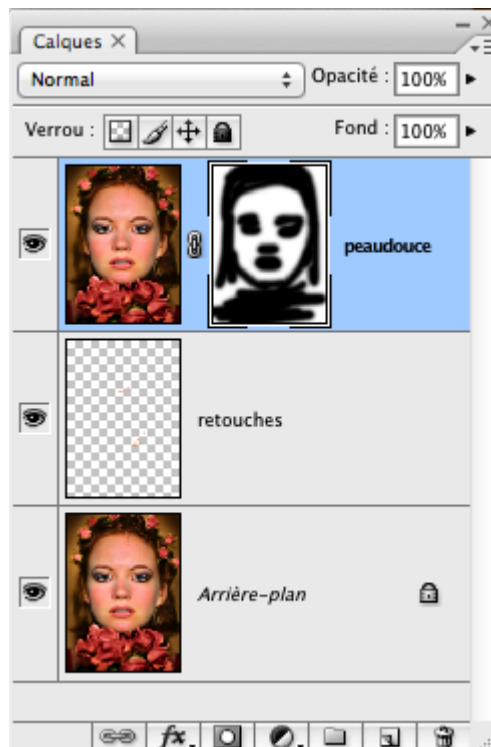 Calques ×
Normal Opacité : 100%
Verrou : Fond : 100%
peaudouce
retouches
Arrière-plan
fx.